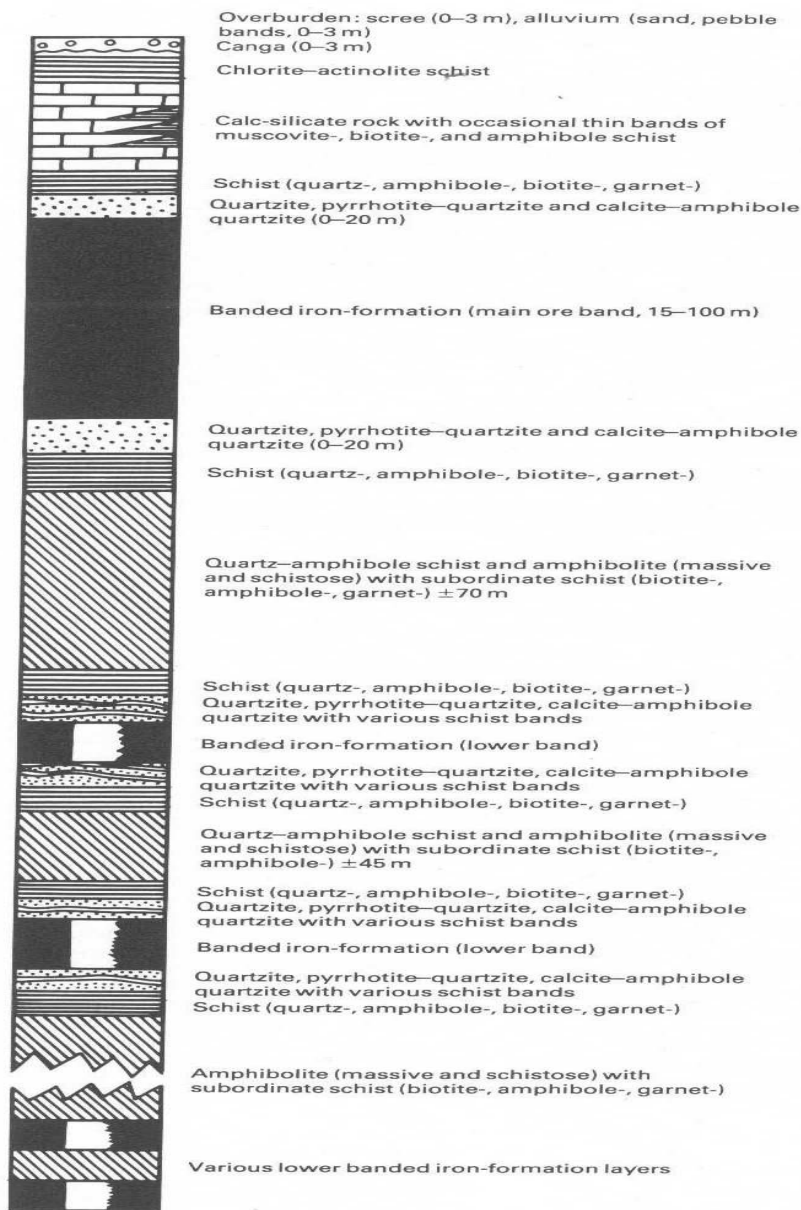 Overburden: scree (0–3 m), alluvium (sand, pebble
bands, 0–3 m)
Canga (0–3 m)
Chlorite–actinolite schist
Calc-silicate rock with occasional thin bands of
muscovite-, biotite-, and amphibole schist
Schist (quartz-, amphibole-, biotite-, garnet-)
Quartzite, pyrrhotite–quartzite and calcite–amphibole
quartzite (0–20 m)
Banded iron-formation (main ore band, 15–100 m)
Quartzite, pyrrhotite–quartzite and calcite–amphibole
quartzite (0–20 m)
Schist (quartz-, amphibole-, biotite-, garnet-)
Quartz–amphibole schist and amphibolite (massive
and schistose) with subordinate schist (biotite-,
amphibole-, garnet-) ±70 m
Schist (quartz-, amphibole-, biotite-, garnet-)
Quartzite, pyrrhotite–quartzite, calcite–amphibole
quartzite with various schist bands
Banded iron-formation (lower band)
Quartzite, pyrrhotite–quartzite, calcite–amphibole
quartzite with various schist bands
Schist (quartz-, amphibole-, biotite-, garnet-)
Quartz–amphibole schist and amphibolite (massive
and schistose) with subordinate schist (biotite-,
amphibole-) ±45 m
Schist (quartz-, amphibole-, biotite-, garnet-)
Quartzite, pyrrhotite–quartzite, calcite–amphibole
quartzite with various schist bands
Banded iron-formation (lower band)
Quartzite, pyrrhotite–quartzite, calcite–amphibole
quartzite with various schist bands
Schist (quartz-, amphibole-, biotite-, garnet-)
Amphibolite (massive and schistose) with
subordinate schist (biotite-, amphibole-, garnet-)
Various lower banded iron-formation layers